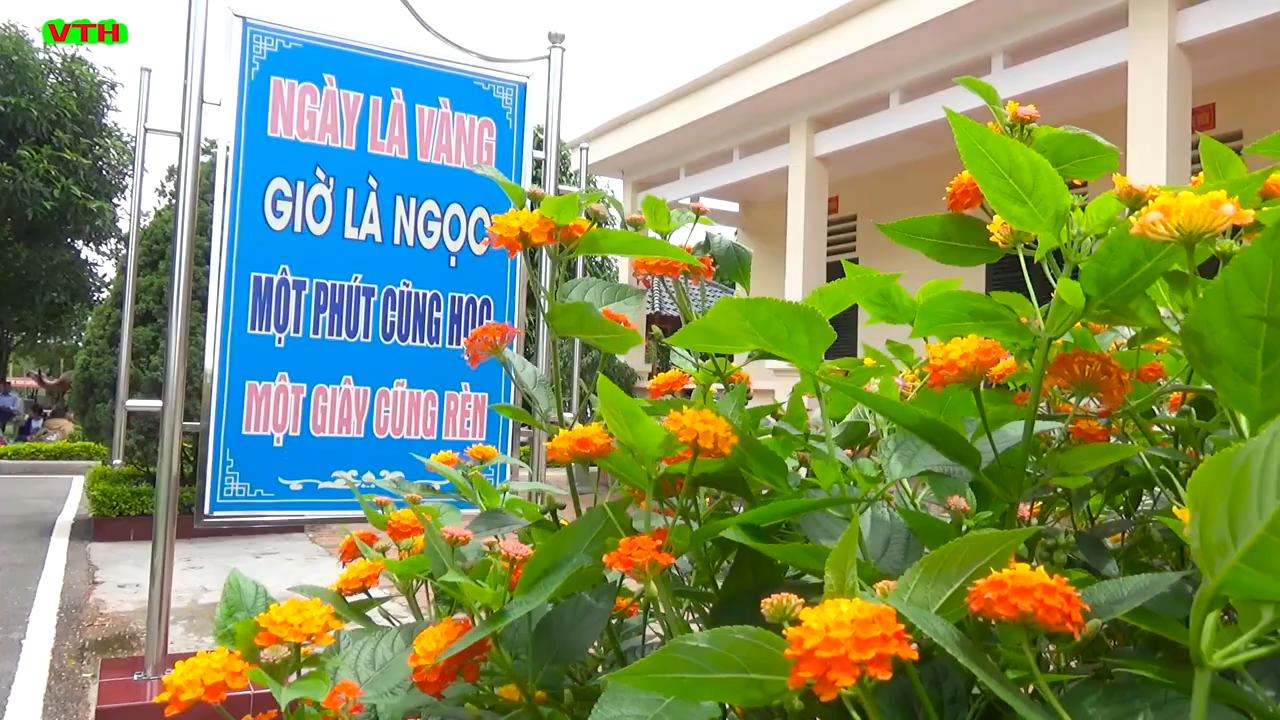 VTH
NGÀY LÀ VÀNG
GIỜ LÀ NGỌC
MỘT PHÚT CŨNG HỌC
MỘT GIÂY CŨNG RÈN